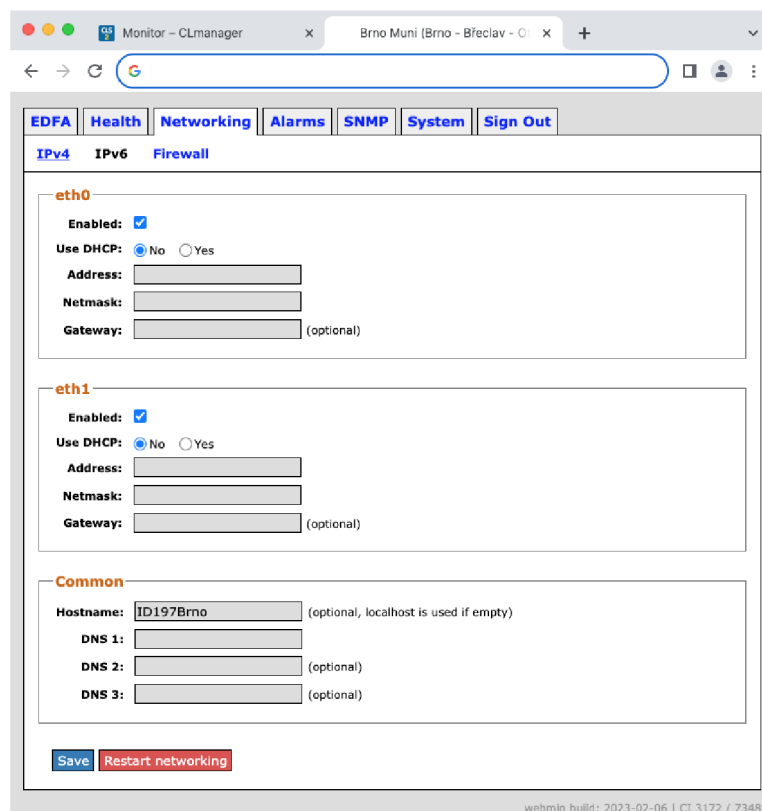 Monitor – CLmanager
Brno Muni (Brno - Břeclav -
EDFA Health Networking Alarms SNMP System Sign Out
IPv4 IPv6 Firewall
eth0
Enabled:
Use DHCP: No Yes
Address:
Netmask:
Gateway: (optional)
eth1
Enabled:
Use DHCP: No Yes
Address:
Netmask:
Gateway: (optional)
Common
Hostname: ID197Brno (optional, localhost is used if empty)
DNS 1:
DNS 2: (optional)
DNS 3: (optional)
Save Restart networking
webmin build: 2023-02-06 | CI 3172 / 7348